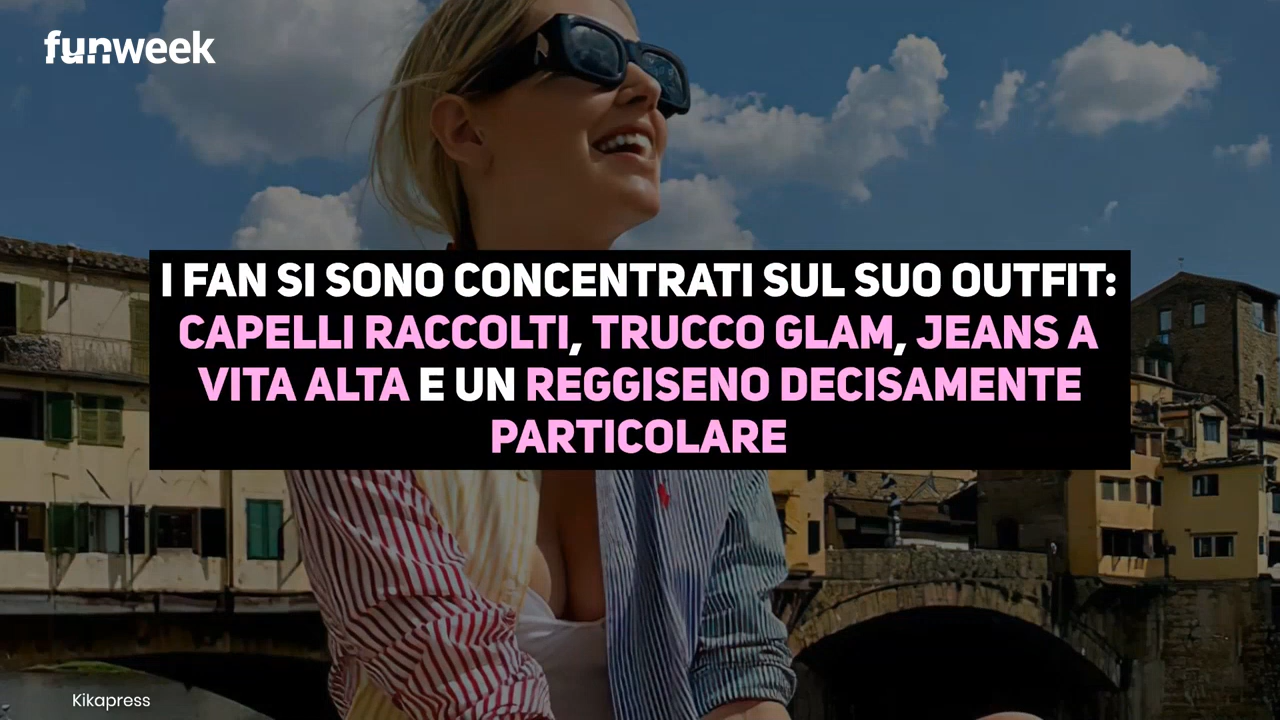 funweek
I FAN SI SONO CONCENTRATI SUL SUO OUTFIT:
CAPELLI RACCOLTI, TRUCCO GLAM, JEANS A
VITA ALTA E UN REGGISENO DECISAMENTE
PARTICOLARE
Kikapress